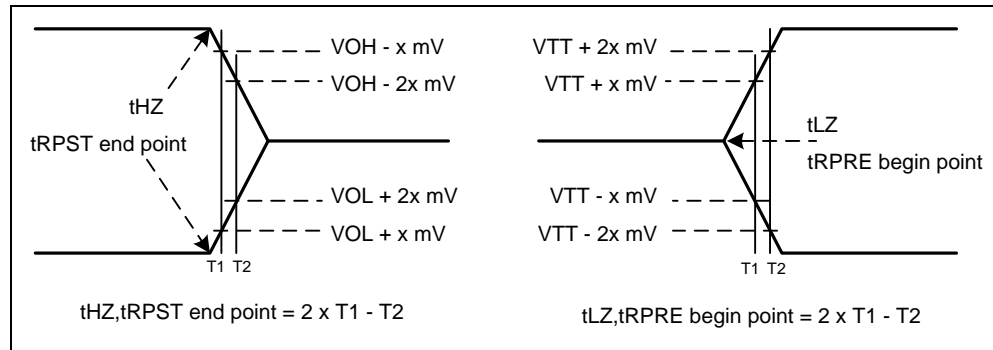 VOH - x mV
VOH - 2x mV
tHZ
tRPST end point
VOL + 2x mV
VOL + x mV
T1 T2
tHZ,tRPST end point = 2 x T1 - T2
VTT + 2x mV
VTT + x mV
tLZ
tRPRE begin point
VTT - x mV
VTT - 2x mV
T1 T2
tLZ,tRPRE begin point = 2 x T1 - T2